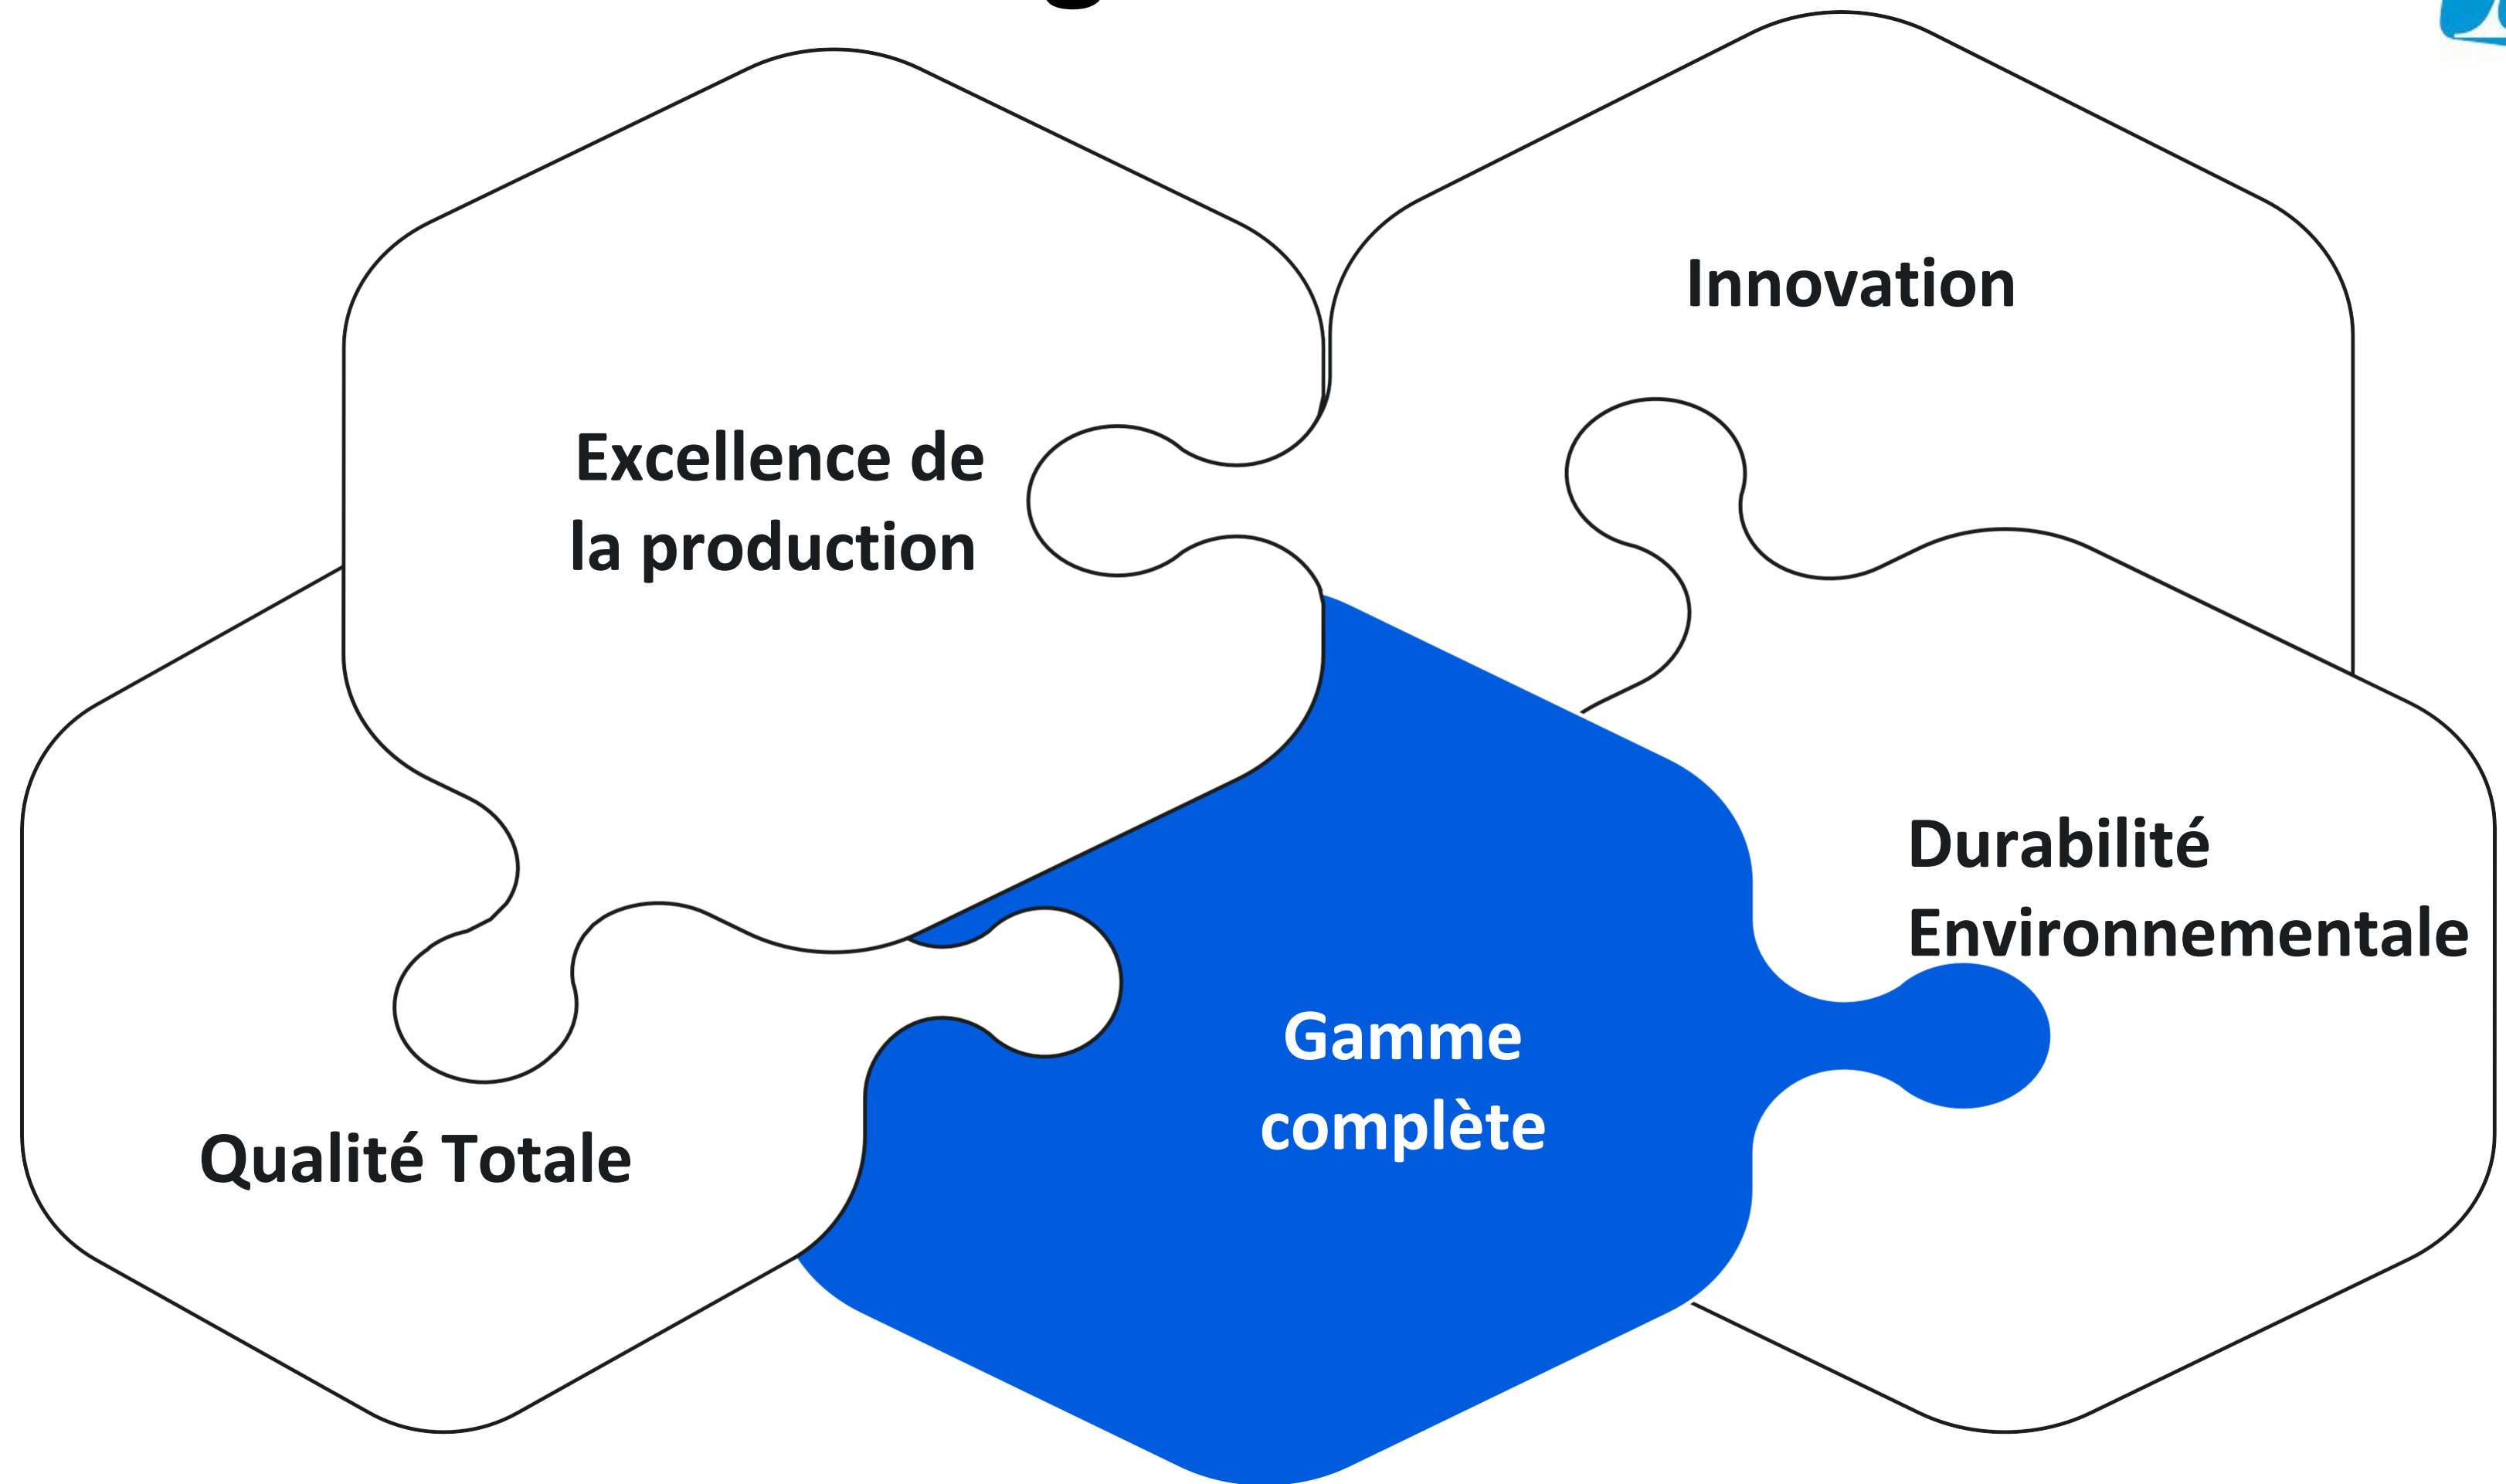 Innovation
Excellence de
la production
Durabilité
Environnementale
Gamme
complète
Qualité Totale